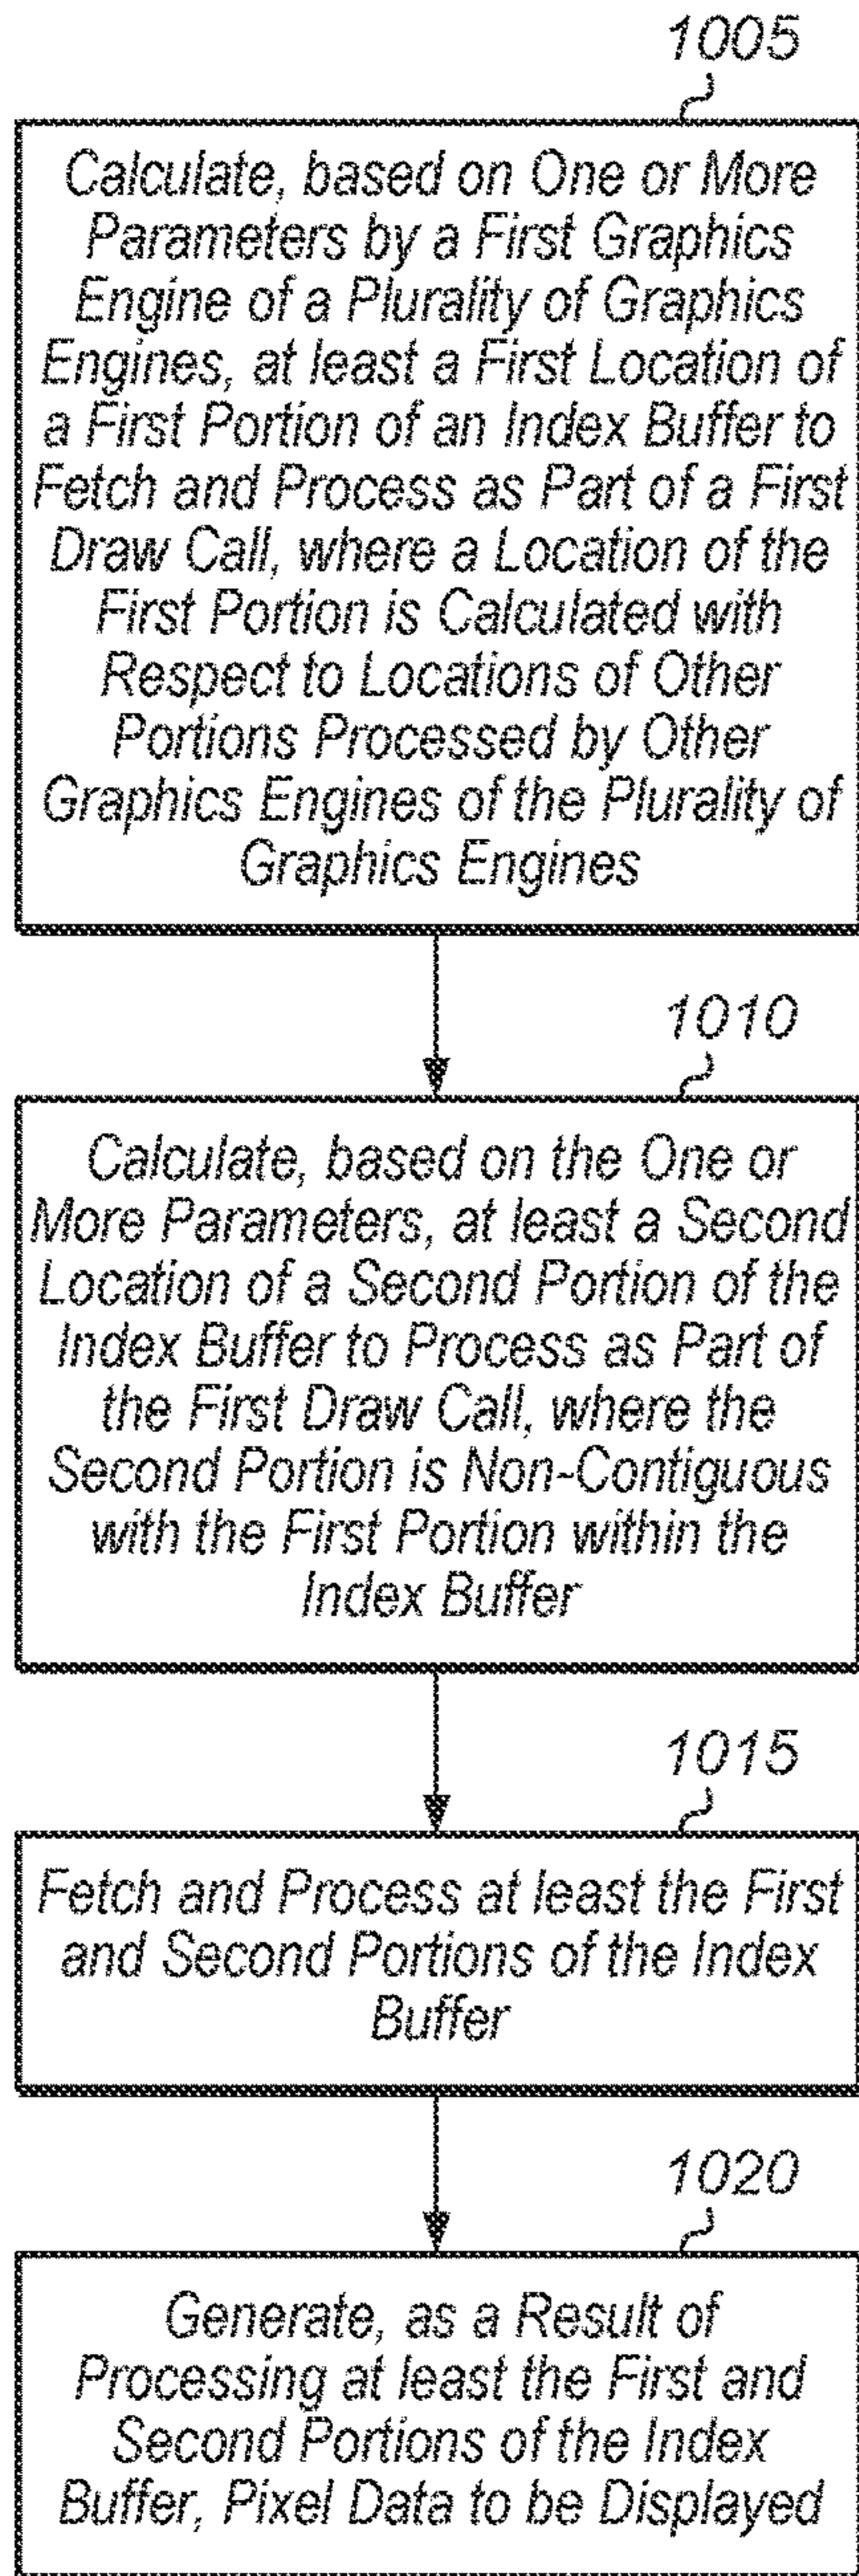 1005
Calculate, based on One or More
Parameters by a First Graphics
Engine of a Plurality of Graphics
Engines, at least a First Location of
a First Portion of an Index Buffer to
Fetch and Process as Part of a First
Draw Call, where a Location of the
First Portion is Calculated with
Respect to Locations of Other
Portions Processed by Other
Graphics Engines of the Plurality of
Graphics Engines
1010
Calculate, based on the One or
More Parameters, at least a Second
Location of a Second Portion of the
Index Buffer to Process as Part of
the First Draw Call, where the
Second Portion is Non-Contiguous
with the First Portion within the
Index Buffer
1015
Fetch and Process at least the First
and Second Portions of the Index
Buffer
1020
Generate, as a Result of
Processing at least the First and
Second Portions of the Index
Buffer, Pixel Data to be Displayed